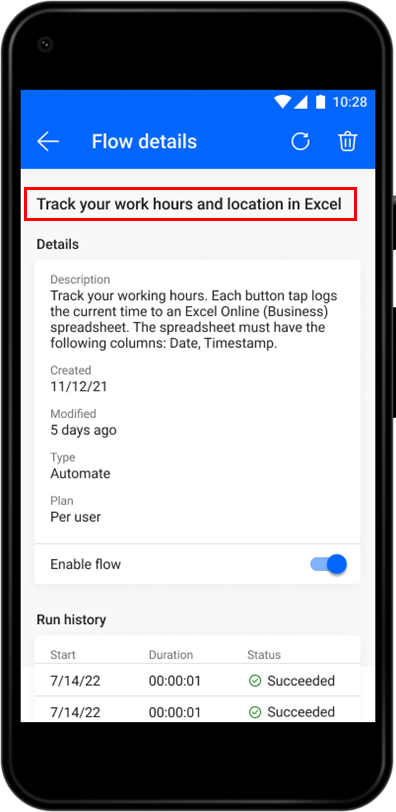 10:28
Flow details
Track your work hours and location in Excel
Details
Description
Track your working hours. Each button tap logs
the current time to an Excel Online (Business)
spreadsheet. The spreadsheet must have the
following columns: Date, Timestamp.
Created
11/12/21
Modified
5 days ago
Type
Automate
Plan
Per user
Enable flow
Run history
Start Duration Status
7/14/22 00:00:01 Succeeded
7/14/22 00:00:01 Succeeded